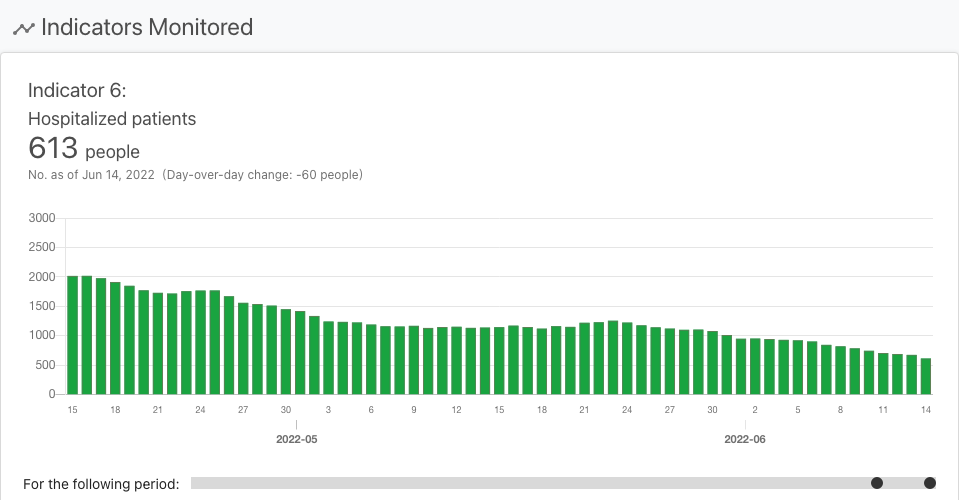 Indicators Monitored
Indicator 6:
Hospitalized patients
613 people
No. as of Jun 14, 2022 (Day-over-day change: -60 people)
3000
2500
2000
1500
1000
500
0
15 18 21 24 27 30 3 6 9 12 15 18 21 24 27 30 2 5 8 11 14
2022-05 2022-06
For the following period: